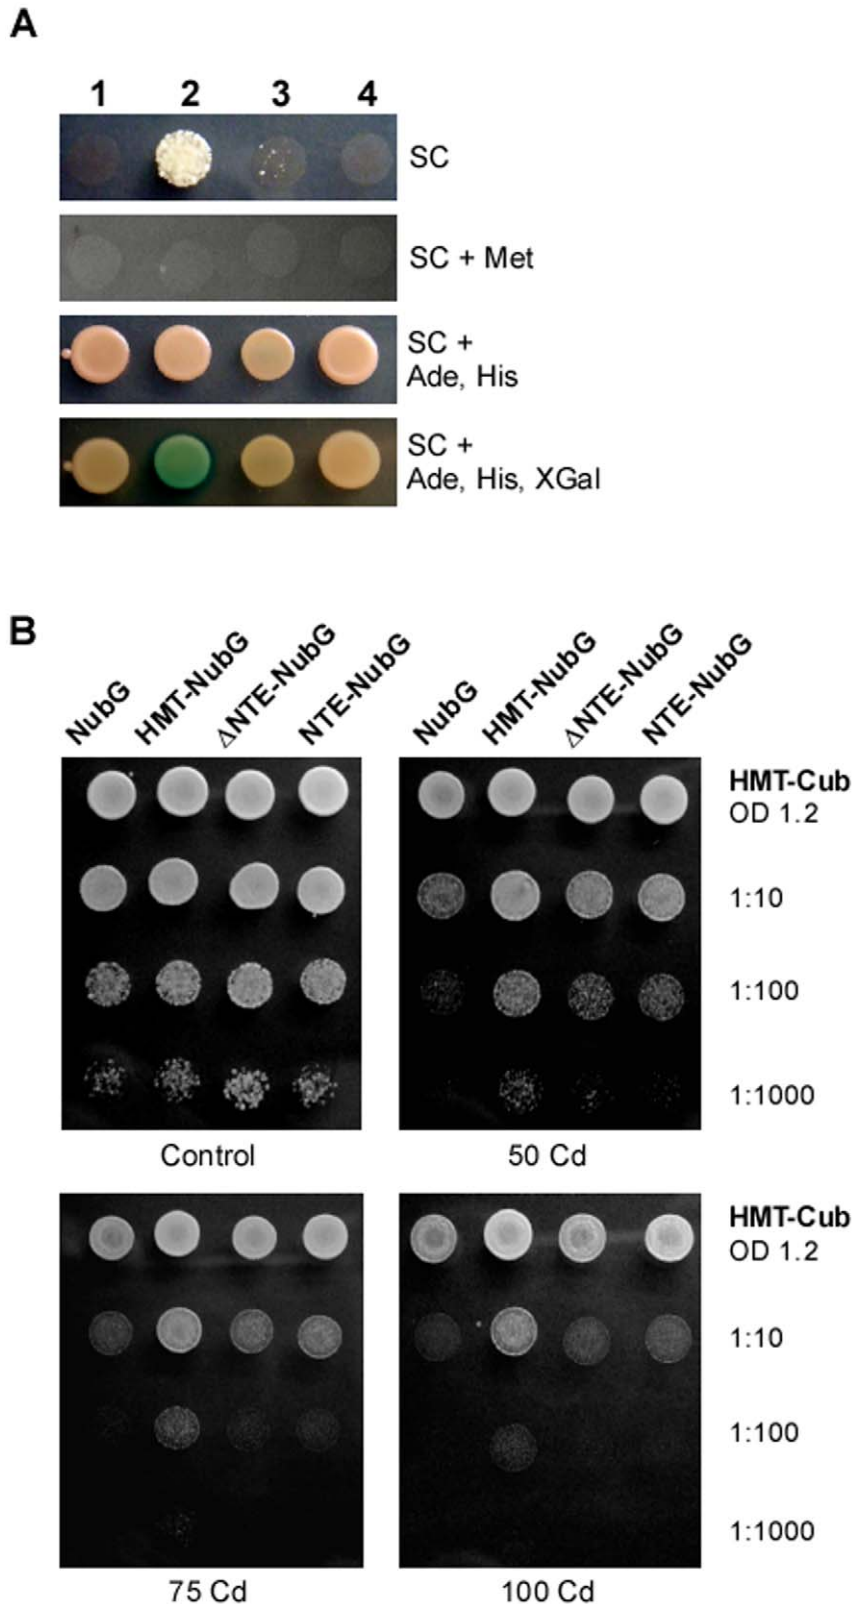 A
1 2 3 4
SC
SC + Met
SC +
Ade, His
SC +
Ade, His, XGal
B
NubG HMT-NubG ΔNTE-NubG NTE-NubG
NubG HMT-NubG ΔNTE-NubG NTE-NubG
HMT-Cub
OD 1.2
1:10
1:100
1:1000
Control
50 Cd
HMT-Cub
OD 1.2
1:10
1:100
1:1000
75 Cd
100 Cd